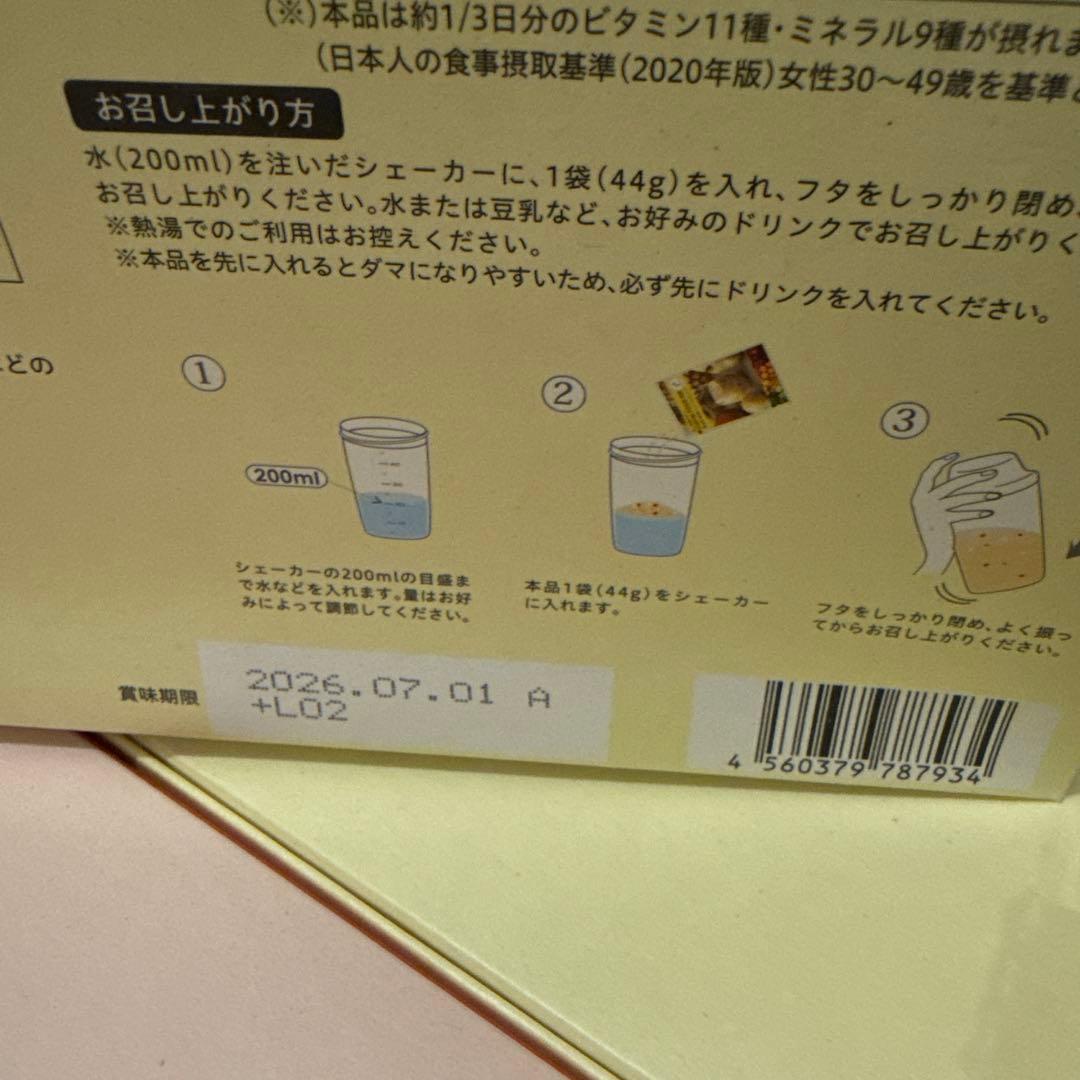 (※)本品は約1/3日分のビタミン11種・ミネラル9種が摂れま
(日本人の食事摂取基準(2020年版)女性30〜49歳を基準と
お召し上がり方
水(200ml)を注いだシェーカーに、1袋(44g)を入れ、フタをしっかり閉め、
お召し上がりください。水または豆乳など、お好みのドリンクでお召し上がりく
※熱湯でのご利用はお控えください。
※本品を先に入れるとダマになりやすいため、必ず先にドリンクを入れてください。
どの
①
②
③
200ml
シェーカーの200mlの目盛ま
で水などを入れます。量はお好
みによって調節してください。
本品1袋(44g)をシェーカー
に入れます。
フタをしっかり閉め、よく振っ
てからお召し上がりください。
賞味期限
2026.07.01 A
+L02
4 560379 787934